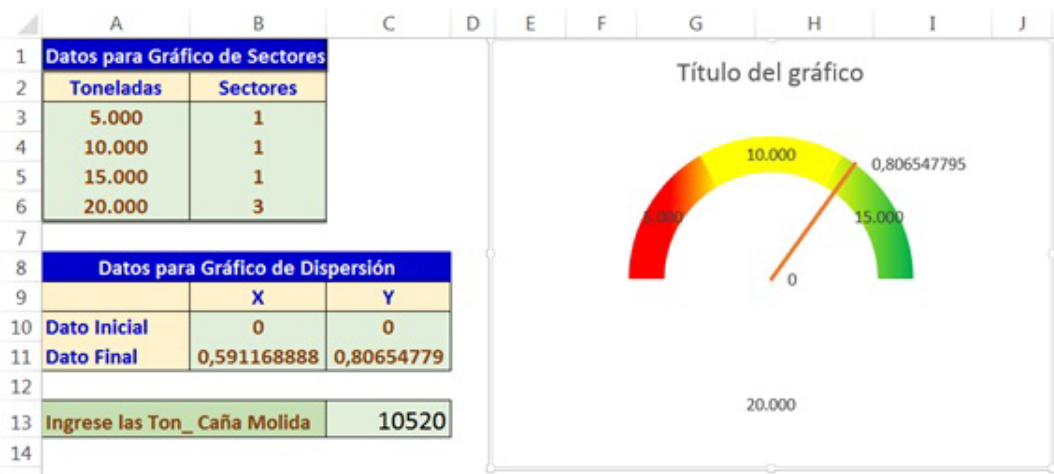 A B C D E F G H I J
1 Datos para Gráfico de Sectores
2 Toneladas Sectores
3 5.000 1
4 10.000 1
5 15.000 1
6 20.000 3
7
8 Datos para Gráfico de Dispersión
9 X Y
10 Dato Inicial 0 0
11 Dato Final 0,591168888 0,80654779
12
13 Ingrese las Ton_ Caña Molida 10520
14
Título del gráfico
10.000
0,806547795
5.000
15.000
0
20.000